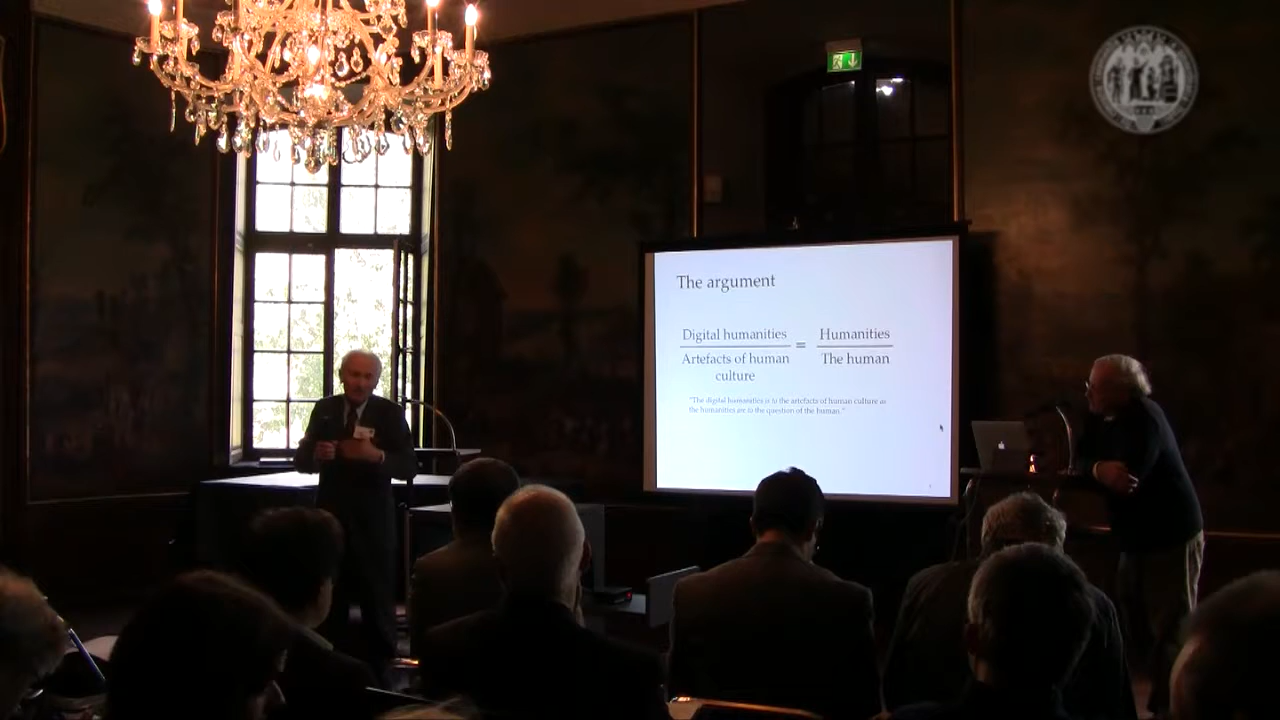 The argument
Digital humanities
Artefacts of human
culture
=
Humanities
The human
"The digital humanities is to the artefacts of human culture as
the humanities are to the question of the human."